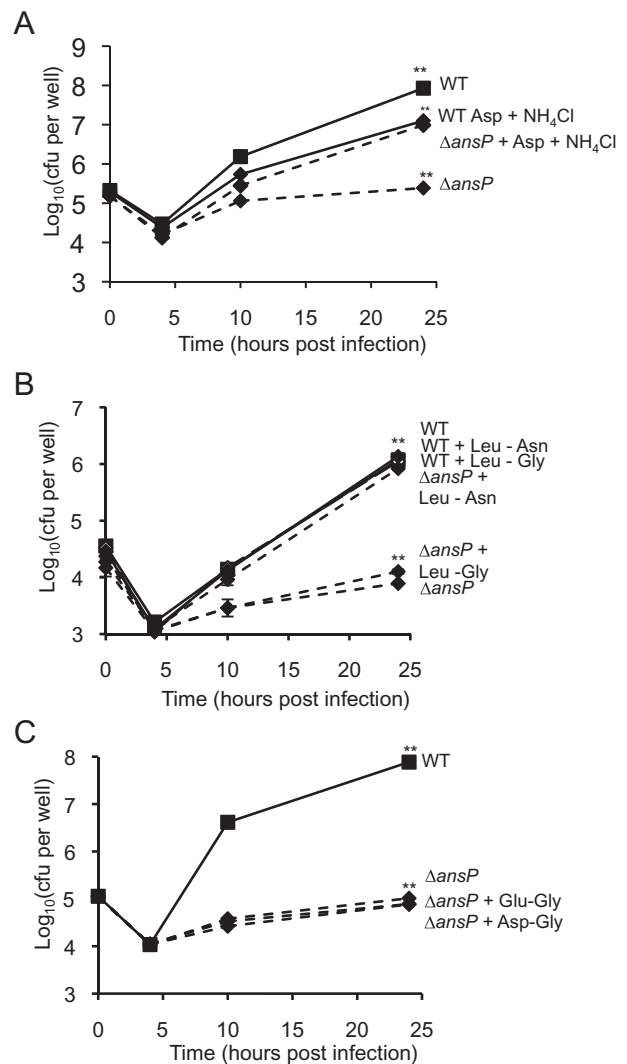 A
Log10(cfu per well)
9
8
7
6
5
4
3
0
5
10
15
20
25
Time (hours post infection)
**
WT
**
WT Asp + NH4Cl
ΔansP + Asp + NH4Cl
**
ΔansP
B
Log10(cfu per well)
7
6
5
4
3
0
5
10
15
20
25
Time (hours post infection)
**
WT
WT + Leu - Asn
WT + Leu - Gly
ΔansP +
Leu - Asn
**
ΔansP +
Leu -Gly
ΔansP
C
Log10(cfu per well)
8
7
6
5
4
3
0
5
10
15
20
25
Time (hours post infection)
**
WT
**
ΔansP
ΔansP + Glu-Gly
ΔansP + Asp-Gly